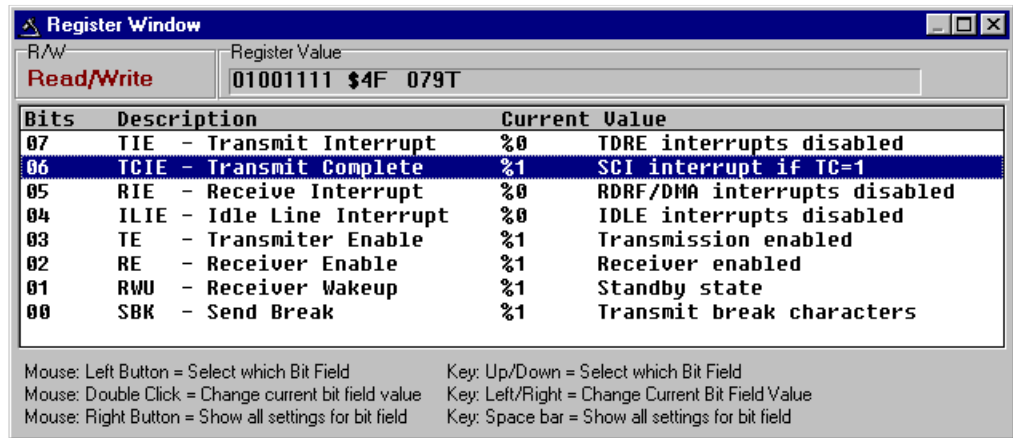 Register Window
R/W Register Value
Read/Write 01001111 $4F 079T
Bits Description Current Value
07 TIE - Transmit Interrupt %0 TDRE interrupts disabled
06 TCIE - Transmit Complete %1 SCI interrupt if TC=1
05 RIE - Receive Interrupt %0 RDRF/DMA interrupts disabled
04 ILIE - Idle Line Interrupt %0 IDLE interrupts disabled
03 TE - Transmiter Enable %1 Transmission enabled
02 RE - Receiver Enable %1 Receiver enabled
01 RWU - Receiver Wakeup %1 Standby state
00 SBK - Send Break %1 Transmit break characters
Mouse: Left Button = Select which Bit Field Key: Up/Down = Select which Bit Field
Mouse: Double Click = Change current bit field value Key: Left/Right = Change Current Bit Field Value
Mouse: Right Button = Show all settings for bit field Key: Space bar = Show all settings for bit field